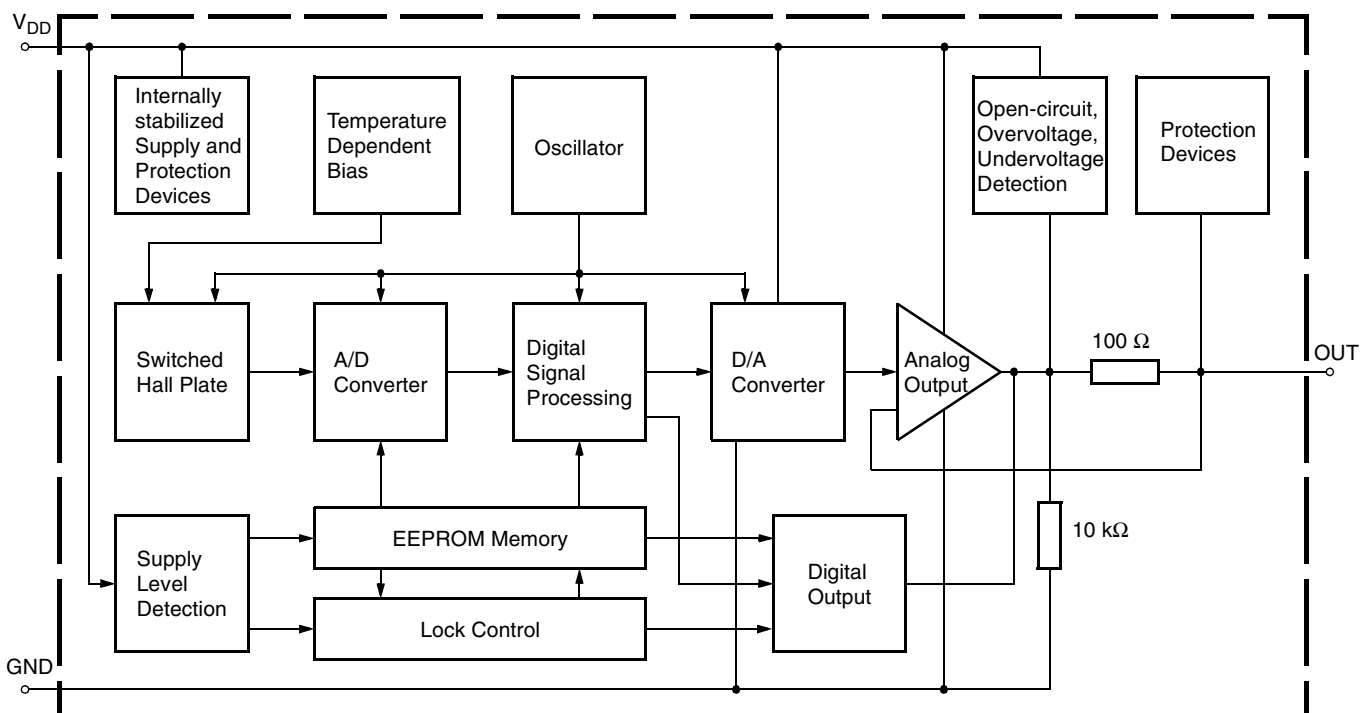 VDD
Internally
stabilized
Supply and
Protection
Devices
Temperature
Dependent
Bias
Oscillator
Open-circuit,
Overvoltage,
Undervoltage
Detection
Protection
Devices
Switched
Hall Plate
A/D
Converter
Digital
Signal
Processing
D/A
Converter
Analog
Output
100 Ω
OUT
10 kΩ
Supply
Level
Detection
EEPROM Memory
Lock Control
Digital
Output
GND